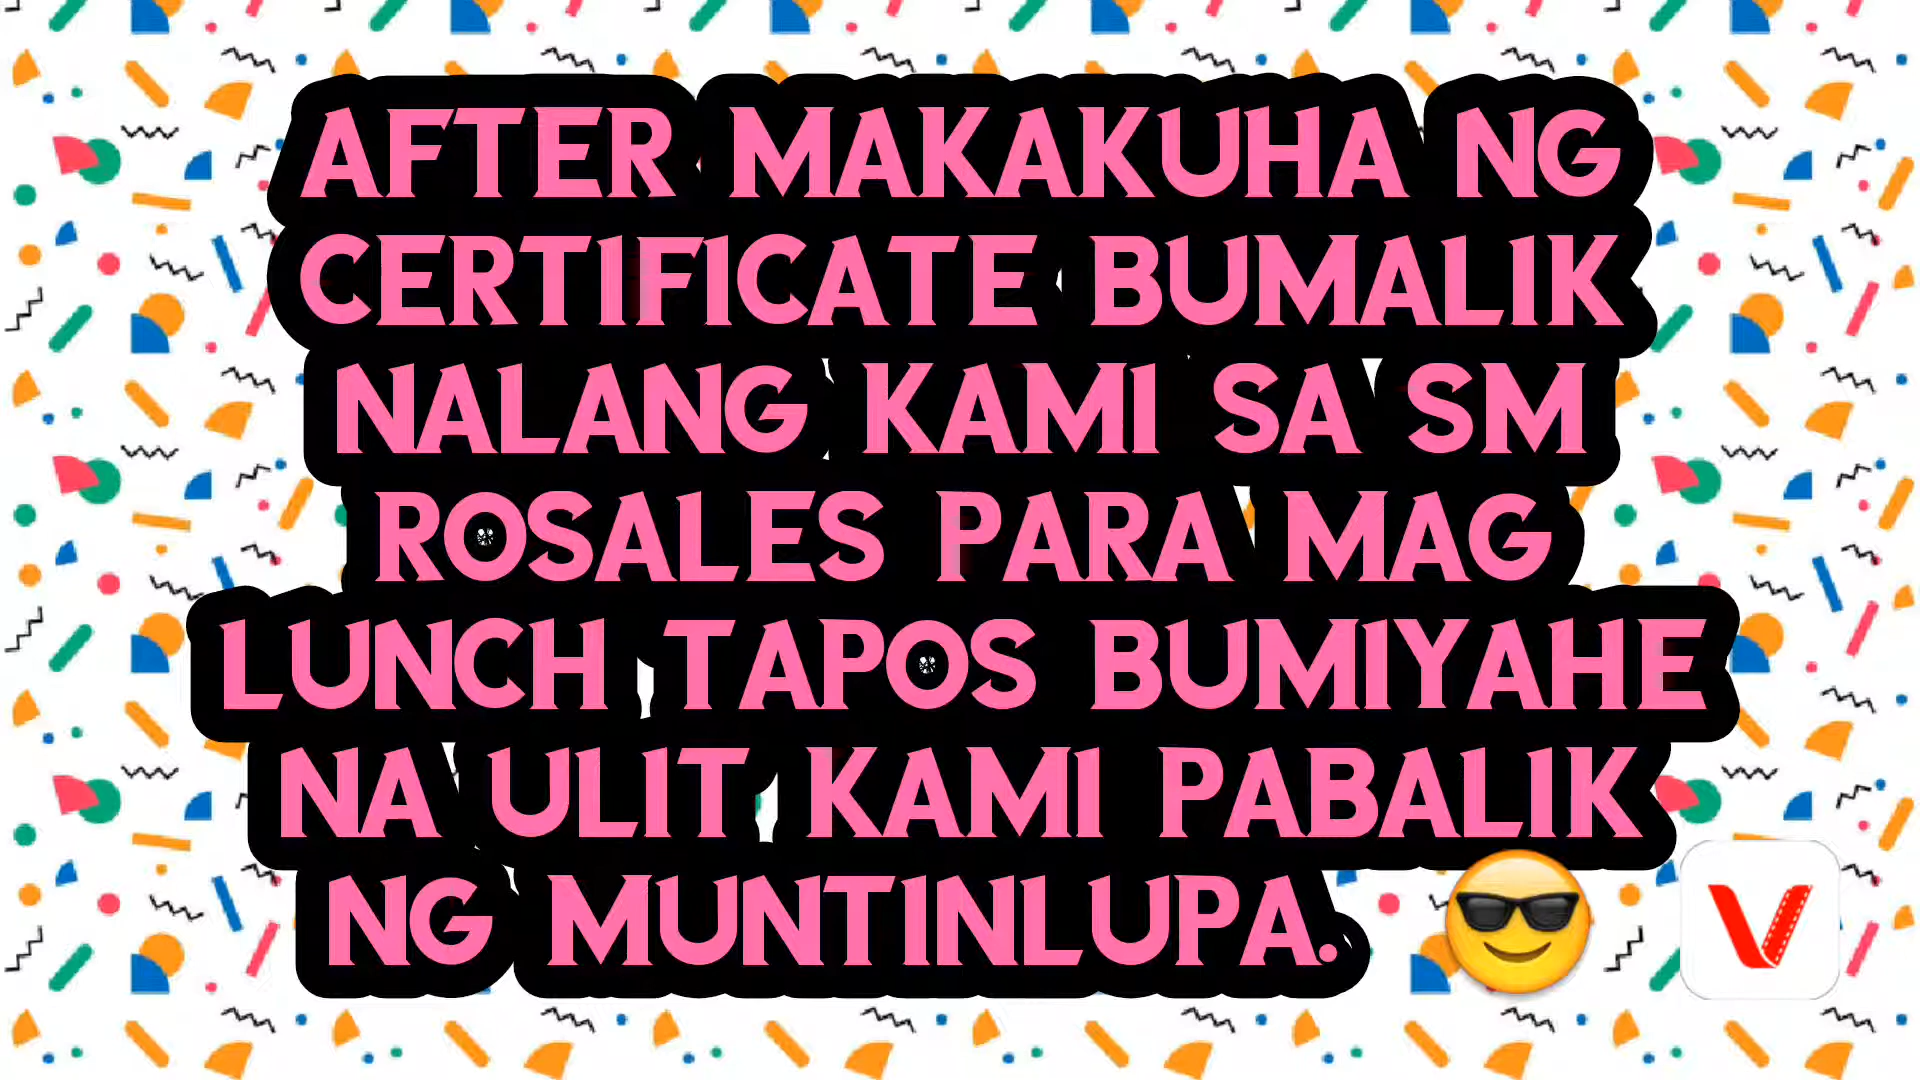 AFTER MAKAKUHA NG
CERTIFICATE BUMALIK
NALANG KAMI SA SM
ROSALES PARA MAG
LUNCH TAPOS BUMIYAHE
NA ULIT KAMI PABALIK
NG MUNTINLUPA. 😎